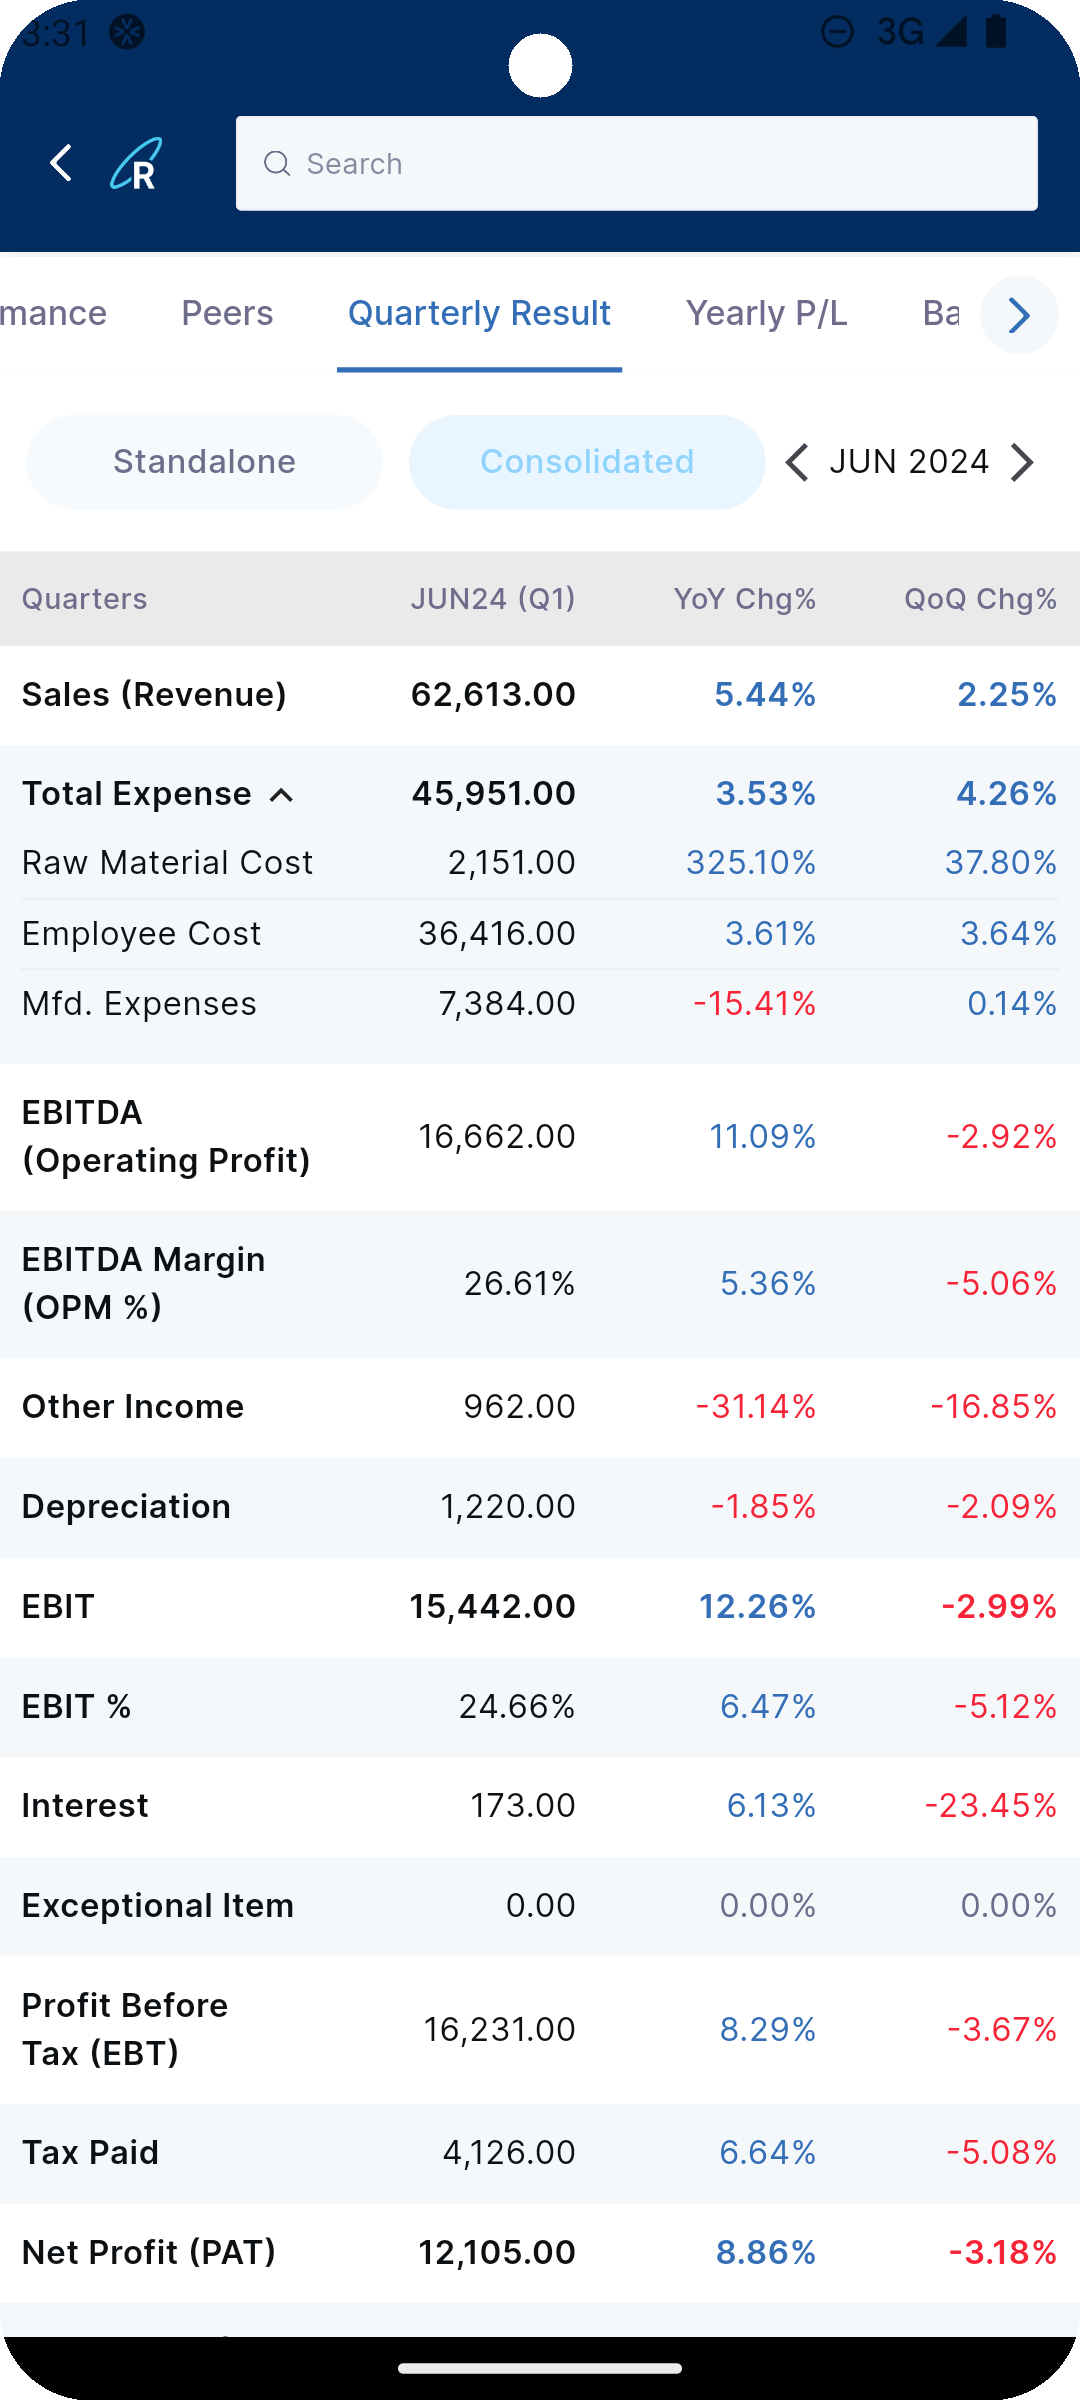 3:31 3G
R Search
mance Peers Quarterly Result Yearly P/L Ba
Standalone Consolidated JUN 2024
Quarters JUN24 (Q1) YoY Chg% QoQ Chg%
Sales (Revenue) 62,613.00 5.44% 2.25%
Total Expense 45,951.00 3.53% 4.26%
Raw Material Cost 2,151.00 325.10% 37.80%
Employee Cost 36,416.00 3.61% 3.64%
Mfd. Expenses 7,384.00 -15.41% 0.14%
EBITDA
(Operating Profit) 16,662.00 11.09% -2.92%
EBITDA Margin
(OPM %) 26.61% 5.36% -5.06%
Other Income 962.00 -31.14% -16.85%
Depreciation 1,220.00 -1.85% -2.09%
EBIT 15,442.00 12.26% -2.99%
EBIT % 24.66% 6.47% -5.12%
Interest 173.00 6.13% -23.45%
Exceptional Item 0.00 0.00% 0.00%
Profit Before
Tax (EBT) 16,231.00 8.29% -3.67%
Tax Paid 4,126.00 6.64% -5.08%
Net Profit (PAT) 12,105.00 8.86% -3.18%